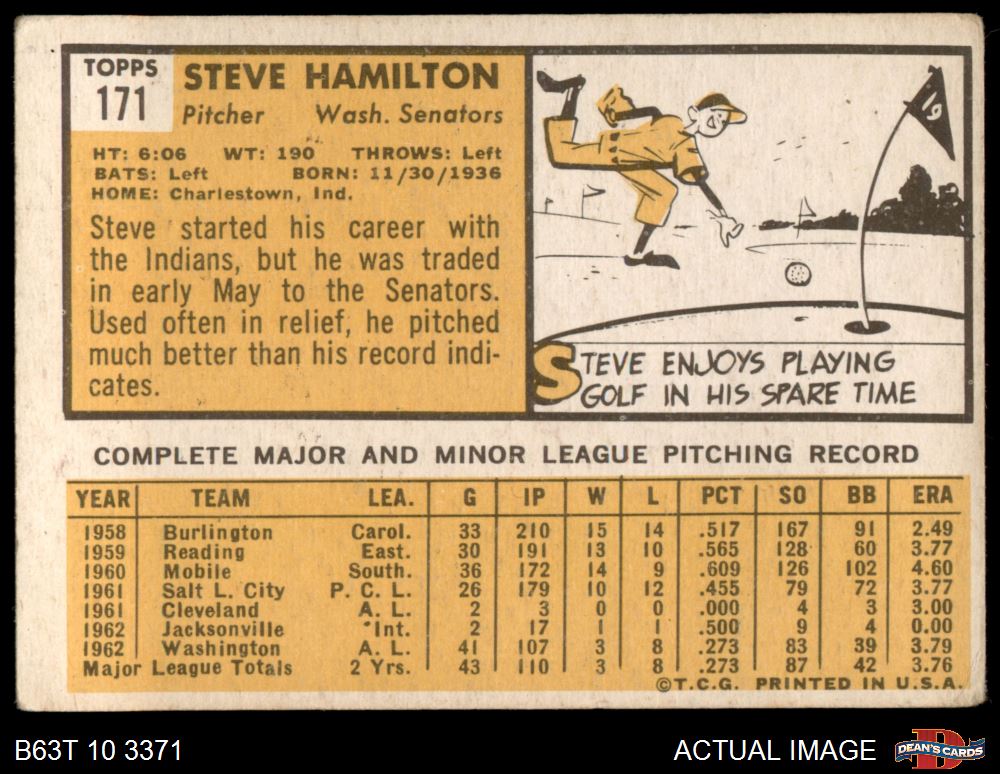 TOPPS
171
STEVE HAMILTON
Pitcher Wash. Senators
HT: 6:06 WT: 190 THROWS: Left
BATS: Left BORN: 11/30/1936
HOME: Charlestown, Ind.
Steve started his career with
the Indians, but he was traded
in early May to the Senators.
Used often in relief, he pitched
much better than his record indi-
cates.
19
STEVE ENJOYS PLAYING
GOLF IN HIS SPARE TIME
COMPLETE MAJOR AND MINOR LEAGUE PITCHING RECORD
YEAR TEAM LEA. G IP W L PCT SO BB ERA
1958 Burlington Carol. 33 210 15 14 .517 167 91 2.49
1959 Reading East. 30 191 13 10 .565 128 60 3.77
1960 Mobile South. 36 172 14 9 .609 126 102 4.60
1961 Salt L. City P. C. L. 26 179 10 12 .455 79 72 3.77
1961 Cleveland A. L. 2 3 0 0 .000 4 3 3.00
1962 Jacksonville Int. 2 17 1 1 .500 9 4 0.00
1962 Washington A. L. 41 107 3 8 .273 83 39 3.79
Major League Totals 2 Yrs. 43 110 3 8 .273 87 42 3.76
©T.C.G. PRINTED IN U.S.A.
B63T 10 3371
ACTUAL IMAGE
D
DEAN'S CARDS